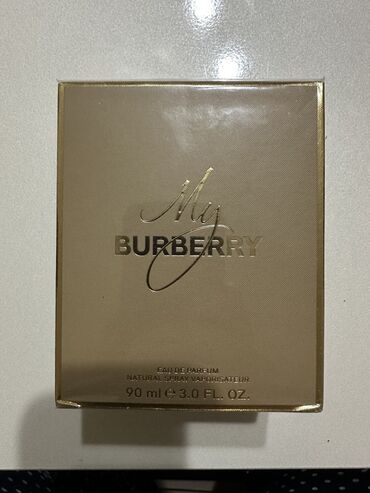 My
BURBERRY
EAU DE PARFUM
NATURAL SPRAY VAPORISATEUR
90 ml ℮ 3.0 FL. OZ.